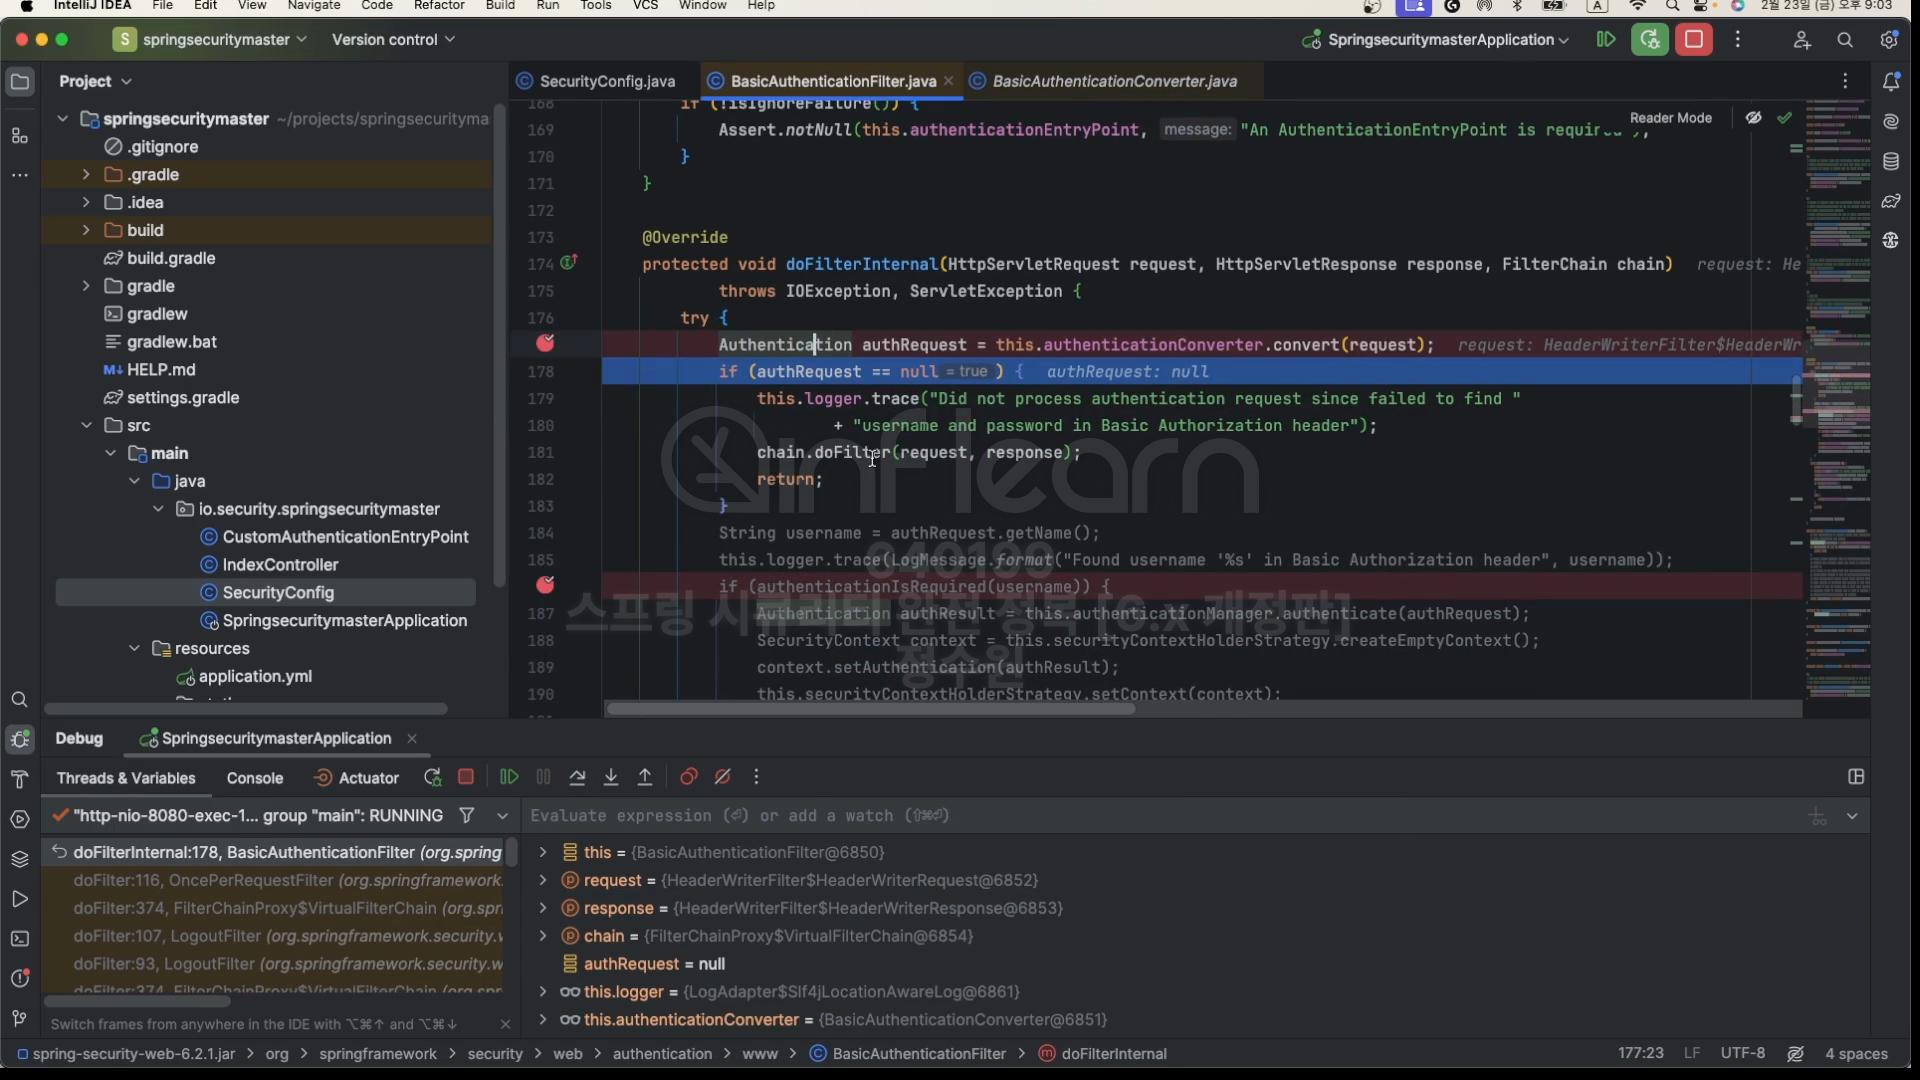 IntelliJ IDEA File Edit View Navigate Code Refactor Build Run Tools VCS Window Help A 2월 23일 (금) 오후 9:03
S springsecuritymaster Version control SpringsecuritymasterApplication
Project
SecurityConfig.java BasicAuthenticationFilter.java BasicAuthenticationConverter.java
springsecuritymaster ~/projects/springsecurityma
.gitignore
.gradle
.idea
build
build.gradle
gradle
gradlew
gradlew.bat
M↓ HELP.md
settings.gradle
src
main
java
io.security.springsecuritymaster
CustomAuthenticationEntryPoint
IndexController
SecurityConfig
SpringsecuritymasterApplication
resources
application.yml
Reader Mode
168 if (!isIgnoreFailure()) {
169 Assert.notNull(this.authenticationEntryPoint, message: "An AuthenticationEntryPoint is required");
170 }
171 }
172
173 @Override
174 protected void doFilterInternal(HttpServletRequest request, HttpServletResponse response, FilterChain chain) request: He
175 throws IOException, ServletException {
176 try {
Authentication authRequest = this.authenticationConverter.convert(request); request: HeaderWriterFilter$HeaderWr
178 if (authRequest == null = true ) { authRequest: null
179 this.logger.trace("Did not process authentication request since failed to find "
180 + "username and password in Basic Authorization header");
181 chain.doFilter(request, response);
182 return;
183 }
184 String username = authRequest.getName();
185 this.logger.trace(LogMessage.format("Found username '%s' in Basic Authorization header", username));
if (authenticationIsRequired(username)) {
187 Authentication authResult = this.authenticationManager.authenticate(authRequest);
188 SecurityContext context = this.securityContextHolderStrategy.createEmptyContext();
189 context.setAuthentication(authResult);
190 this.securityContextHolderStrategy.setContext(context);
inflearn
스프링 시큐리티 완전 정복 [6.x 개정판]
정수원
Debug SpringsecuritymasterApplication
Threads & Variables Console Actuator
"http-nio-8080-exec-1... group "main": RUNNING
Evaluate expression (⏎) or add a watch (⇧⌘⏎)
doFilterInternal:178, BasicAuthenticationFilter (org.spring
doFilter:116, OncePerRequestFilter (org.springframework.
doFilter:374, FilterChainProxy$VirtualFilterChain (org.spri
doFilter:107, LogoutFilter (org.springframework.security.w
doFilter:93, LogoutFilter (org.springframework.security.w
doFilter:374, FilterChainProxy$VirtualFilterChain (org.spr
Switch frames from anywhere in the IDE with ⌥⌘↑ and ⌥⌘↓
this = {BasicAuthenticationFilter@6850}
request = {HeaderWriterFilter$HeaderWriterRequest@6852}
response = {HeaderWriterFilter$HeaderWriterResponse@6853}
chain = {FilterChainProxy$VirtualFilterChain@6854}
authRequest = null
this.logger = {LogAdapter$Slf4jLocationAwareLog@6861}
this.authenticationConverter = {BasicAuthenticationConverter@6851}
spring-security-web-6.2.1.jar > org > springframework > security > web > authentication > www > BasicAuthenticationFilter > doFilterInternal 177:23 LF UTF-8 4 spaces